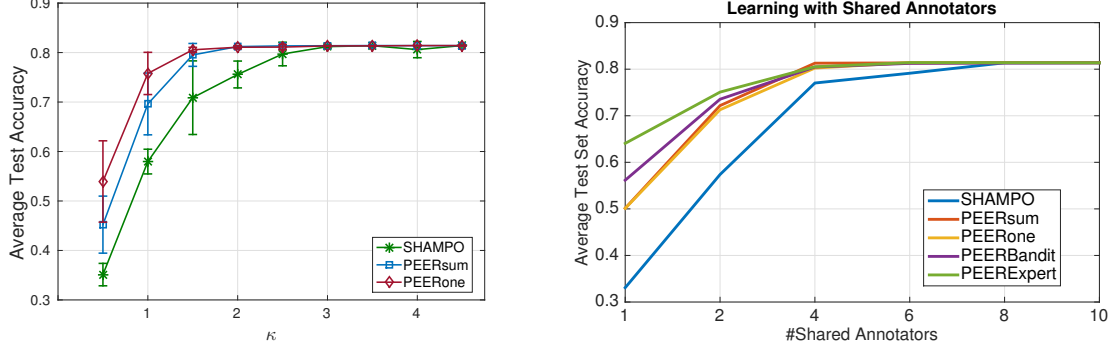 0.9
0.8
0.7
0.6
0.5
0.4
0.3
Average Test Accuracy
1
2
3
4
κ
SHAMPO
PEERsum
PEERone
Learning with Shared Annotators
0.9
0.8
0.7
0.6
0.5
0.4
0.3
Average Test Set Accuracy
1
2
4
6
8
10
#Shared Annotators
SHAMPO
PEERsum
PEERone
PEERBandit
PEERExpert